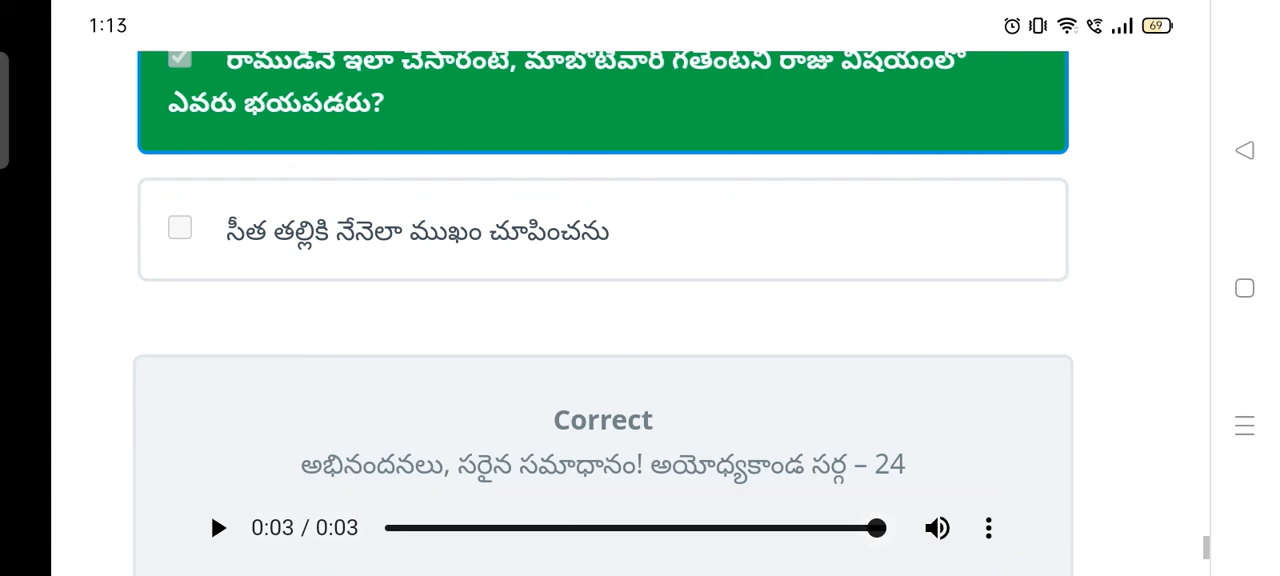 1:13
69
రాముడినే ఇలా చేసారంటే, మాబోటివారి గతేంటని రాజు విషయంలో
ఎవరు భయపడరు?
సీత తల్లికి నేనెలా ముఖం చూపించను
Correct
అభినందనలు, సరైన సమాధానం! అయోధ్యకాండ సర్గ – 24
0:03 / 0:03